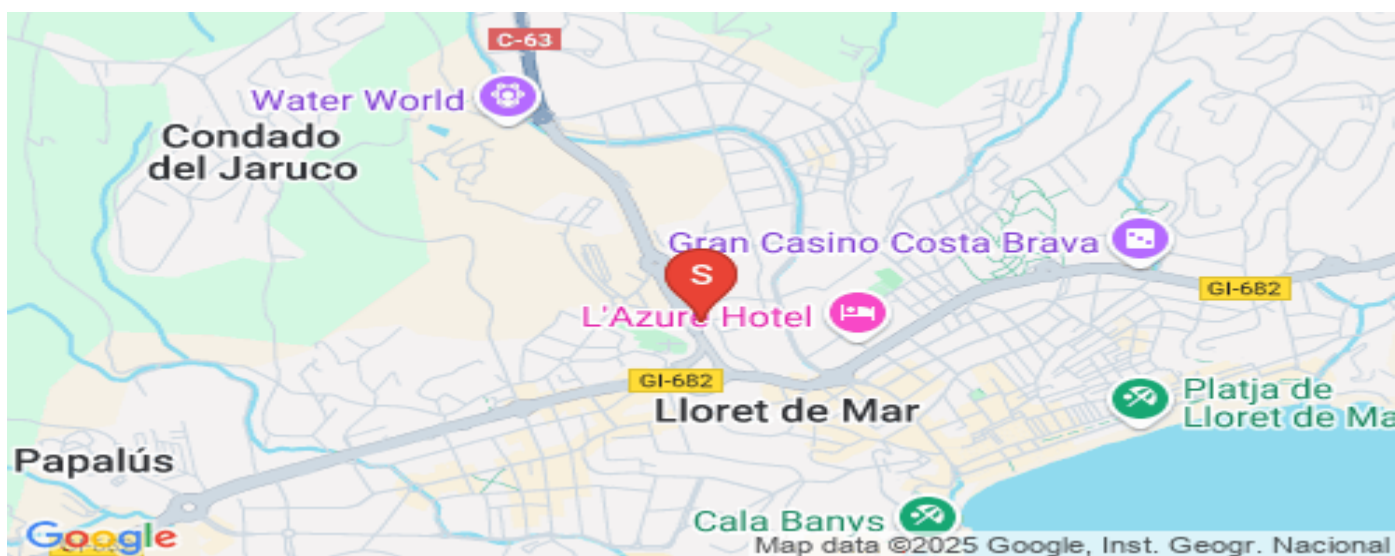 C-63
Water World
Condado
del Jaruco
Gran Casino Costa Brava
S
GI-682
L'Azure Hotel
GI-682
Platja de
Lloret de Ma
Lloret de Mar
Papalús
Cala Banys
Google
Map data ©2025 Google, Inst. Geogr. Nacional